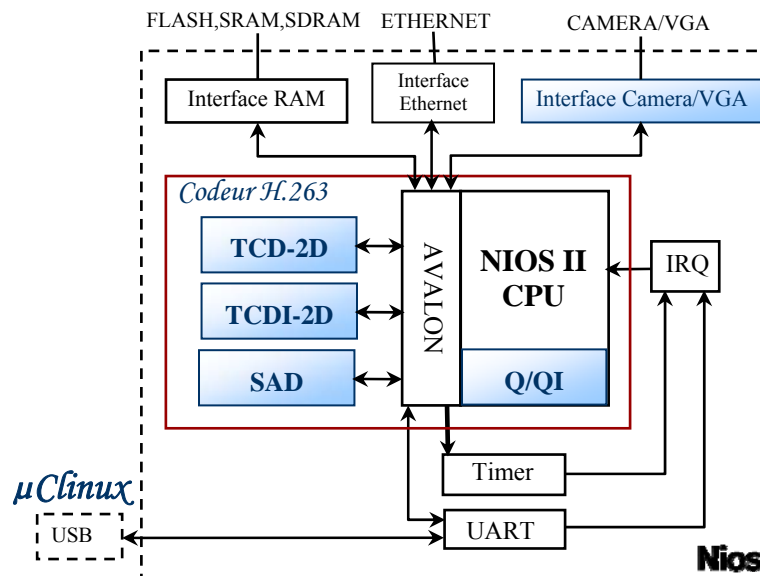 FLASH,SRAM,SDRAM
ETHERNET
CAMERA/VGA
Interface RAM
Interface
Ethernet
Interface Camera/VGA
Codeur H.263
TCD-2D
TCDI-2D
SAD
AVALON
NIOS II
CPU
Q/QI
IRQ
Timer
UART
µClinux
USB
Nios